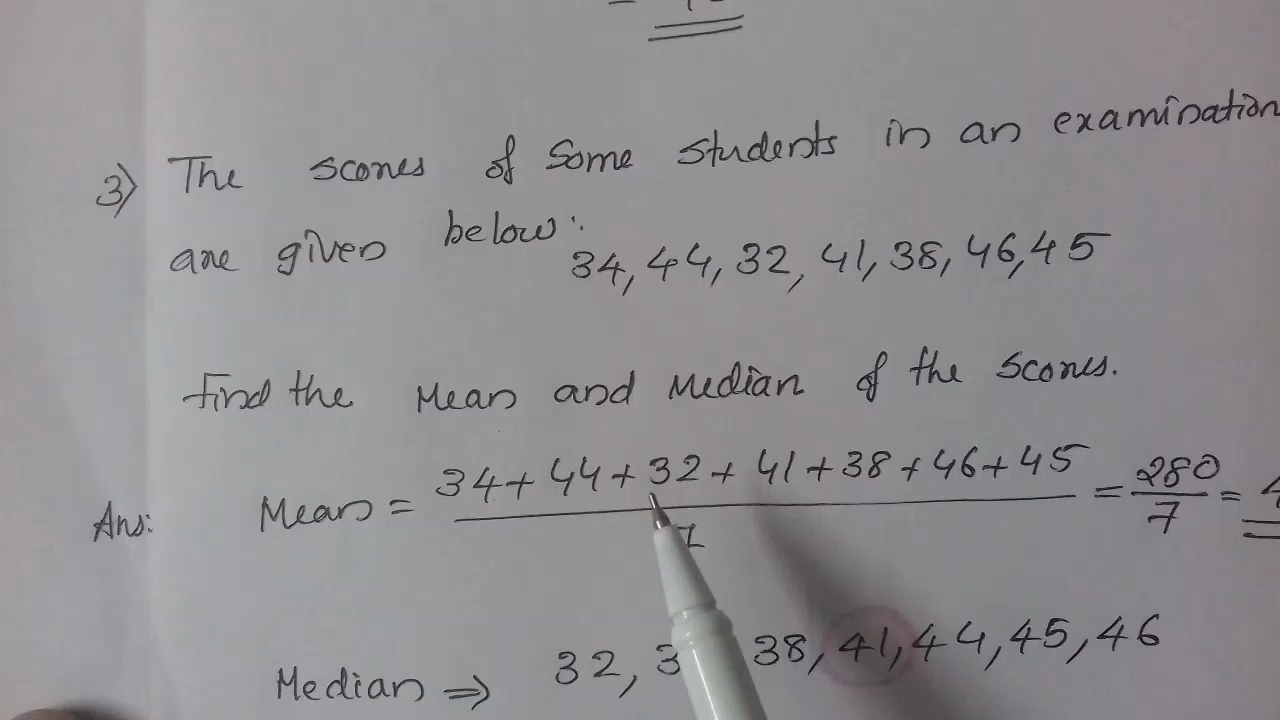 3) The scores of Some students in an examination
are given below:
34, 44, 32, 41, 38, 46, 45
Find the Mean and Median of the Scores.
Ans: Mean = 34 + 44 + 32 + 41 + 38 + 46 + 45 / 7 = 280 / 7 =
Median ⇒ 32, 38, 41, 44, 45, 46